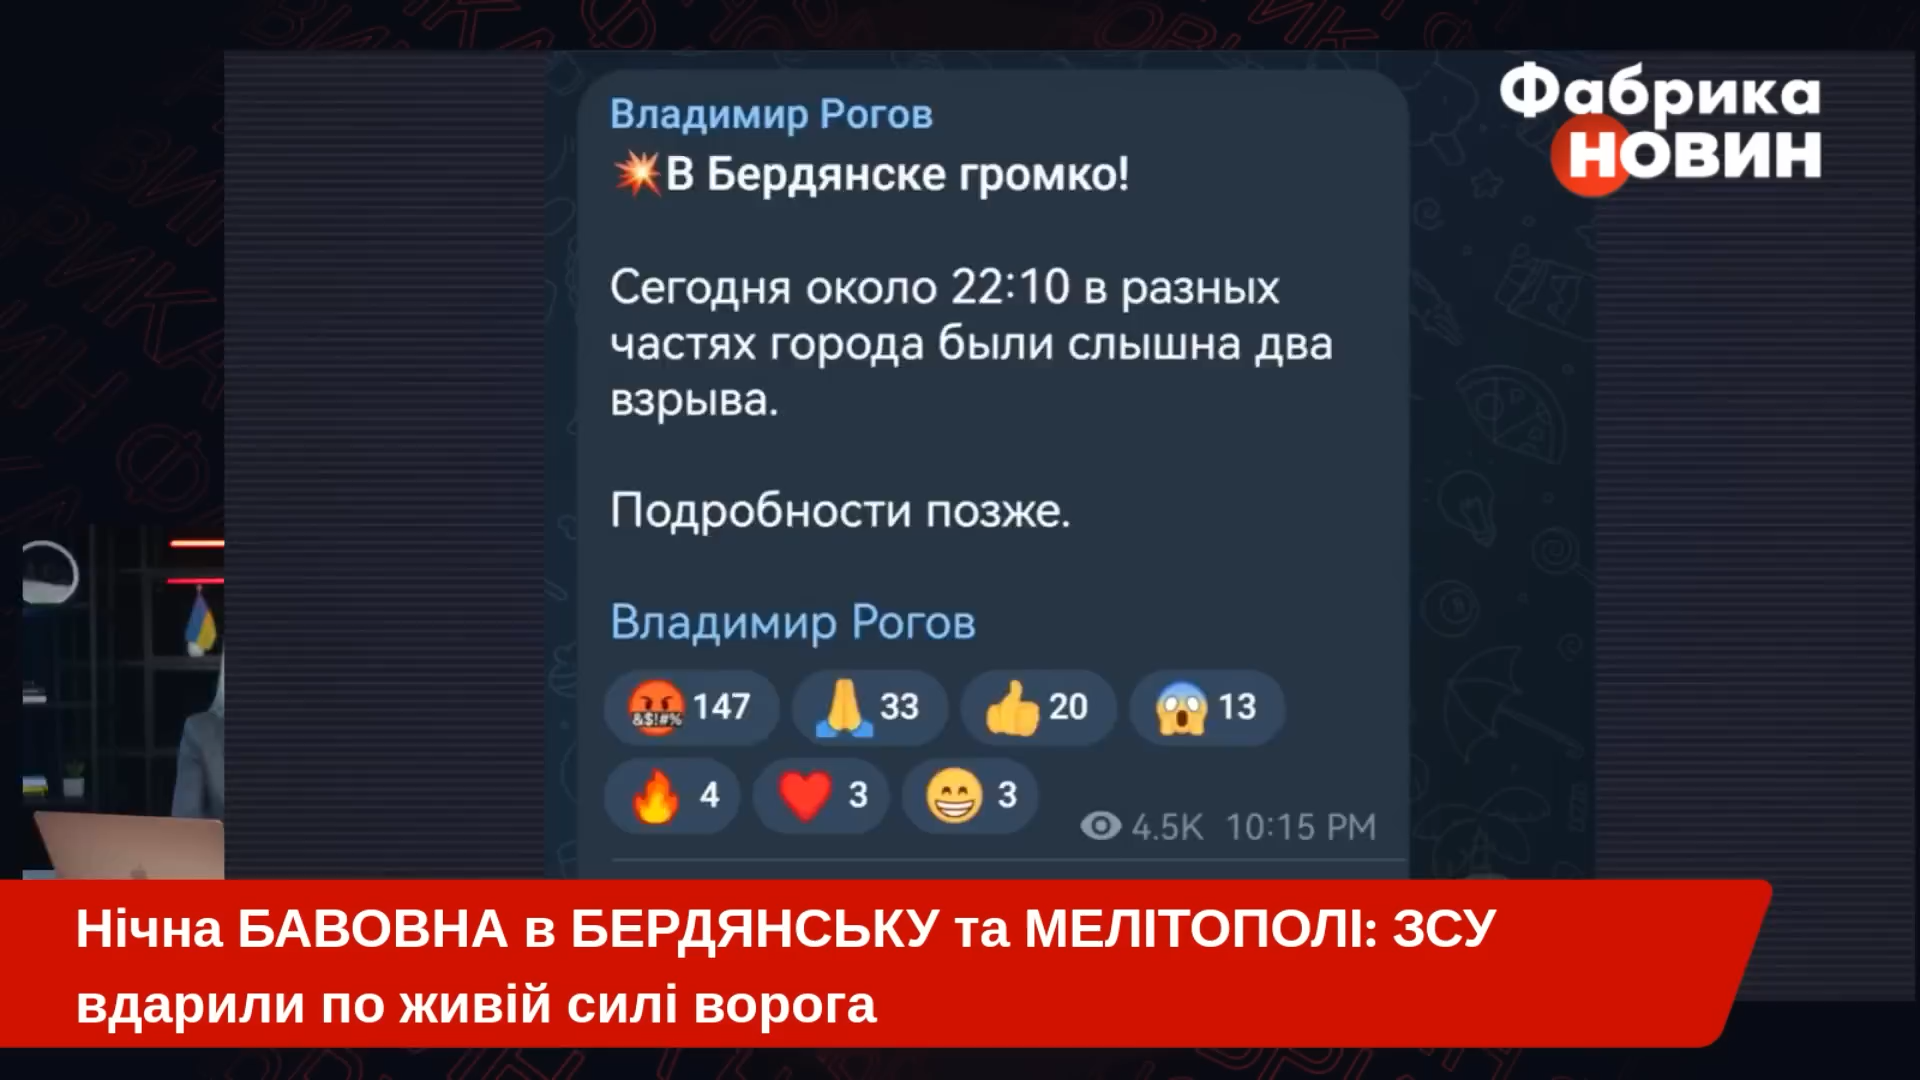 Фабрика
НОВИН
Владимир Рогов
💥В Бердянске громко!
Сегодня около 22:10 в разных
частях города были слышна два
взрыва.
Подробности позже.
Владимир Рогов
147 33 20 13
4 3 3
4.5K 10:15 PM
Нічна БАВОВНА в БЕРДЯНСЬКУ та МЕЛІТОПОЛІ: ЗСУ
вдарили по живій силі ворога